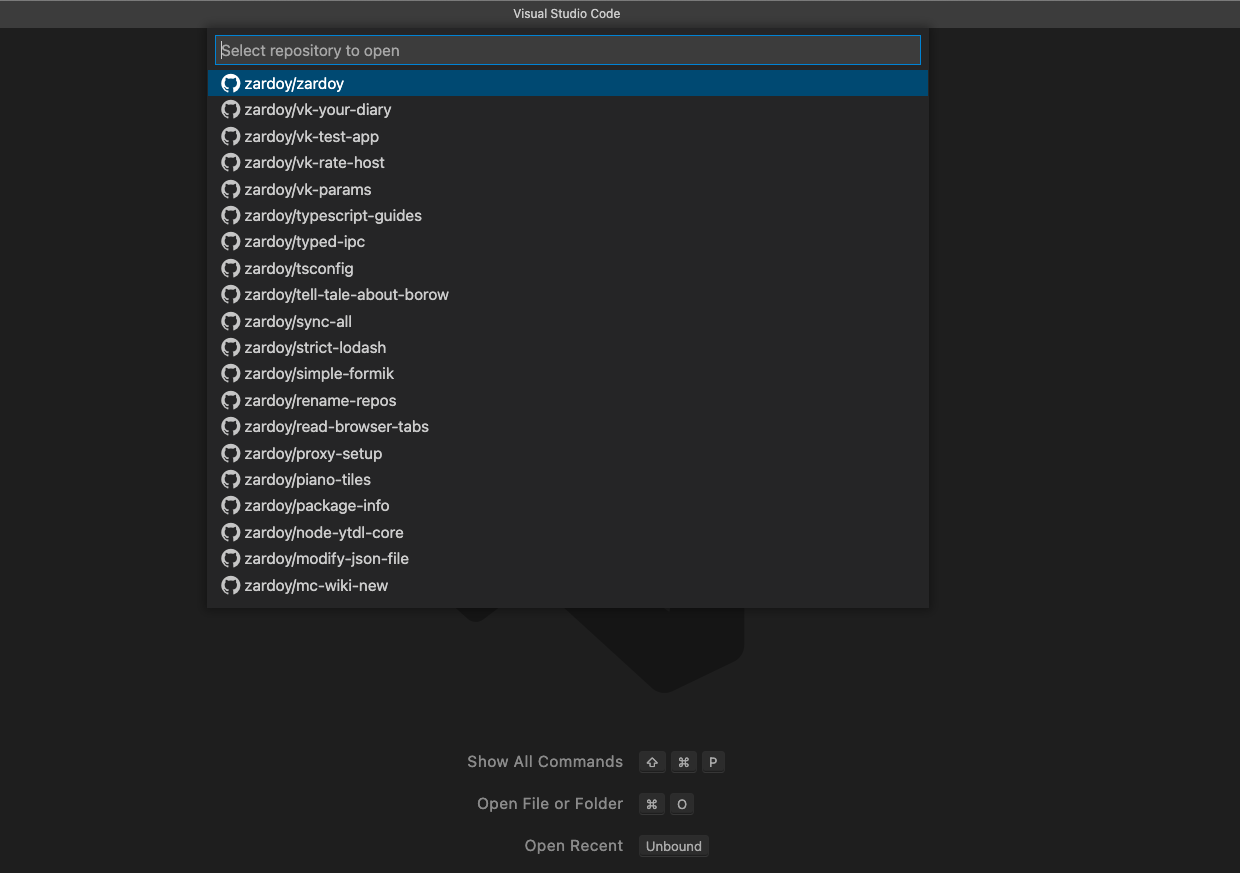 Visual Studio Code
Select repository to open
zardoy/zardoy
zardoy/vk-your-diary
zardoy/vk-test-app
zardoy/vk-rate-host
zardoy/vk-params
zardoy/typescript-guides
zardoy/typed-ipc
zardoy/tsconfig
zardoy/tell-tale-about-borow
zardoy/sync-all
zardoy/strict-lodash
zardoy/simple-formik
zardoy/rename-repos
zardoy/read-browser-tabs
zardoy/proxy-setup
zardoy/piano-tiles
zardoy/package-info
zardoy/node-ytdl-core
zardoy/modify-json-file
zardoy/mc-wiki-new
Show All Commands ⇧ ⌘ P
Open File or Folder ⌘ O
Open Recent Unbound